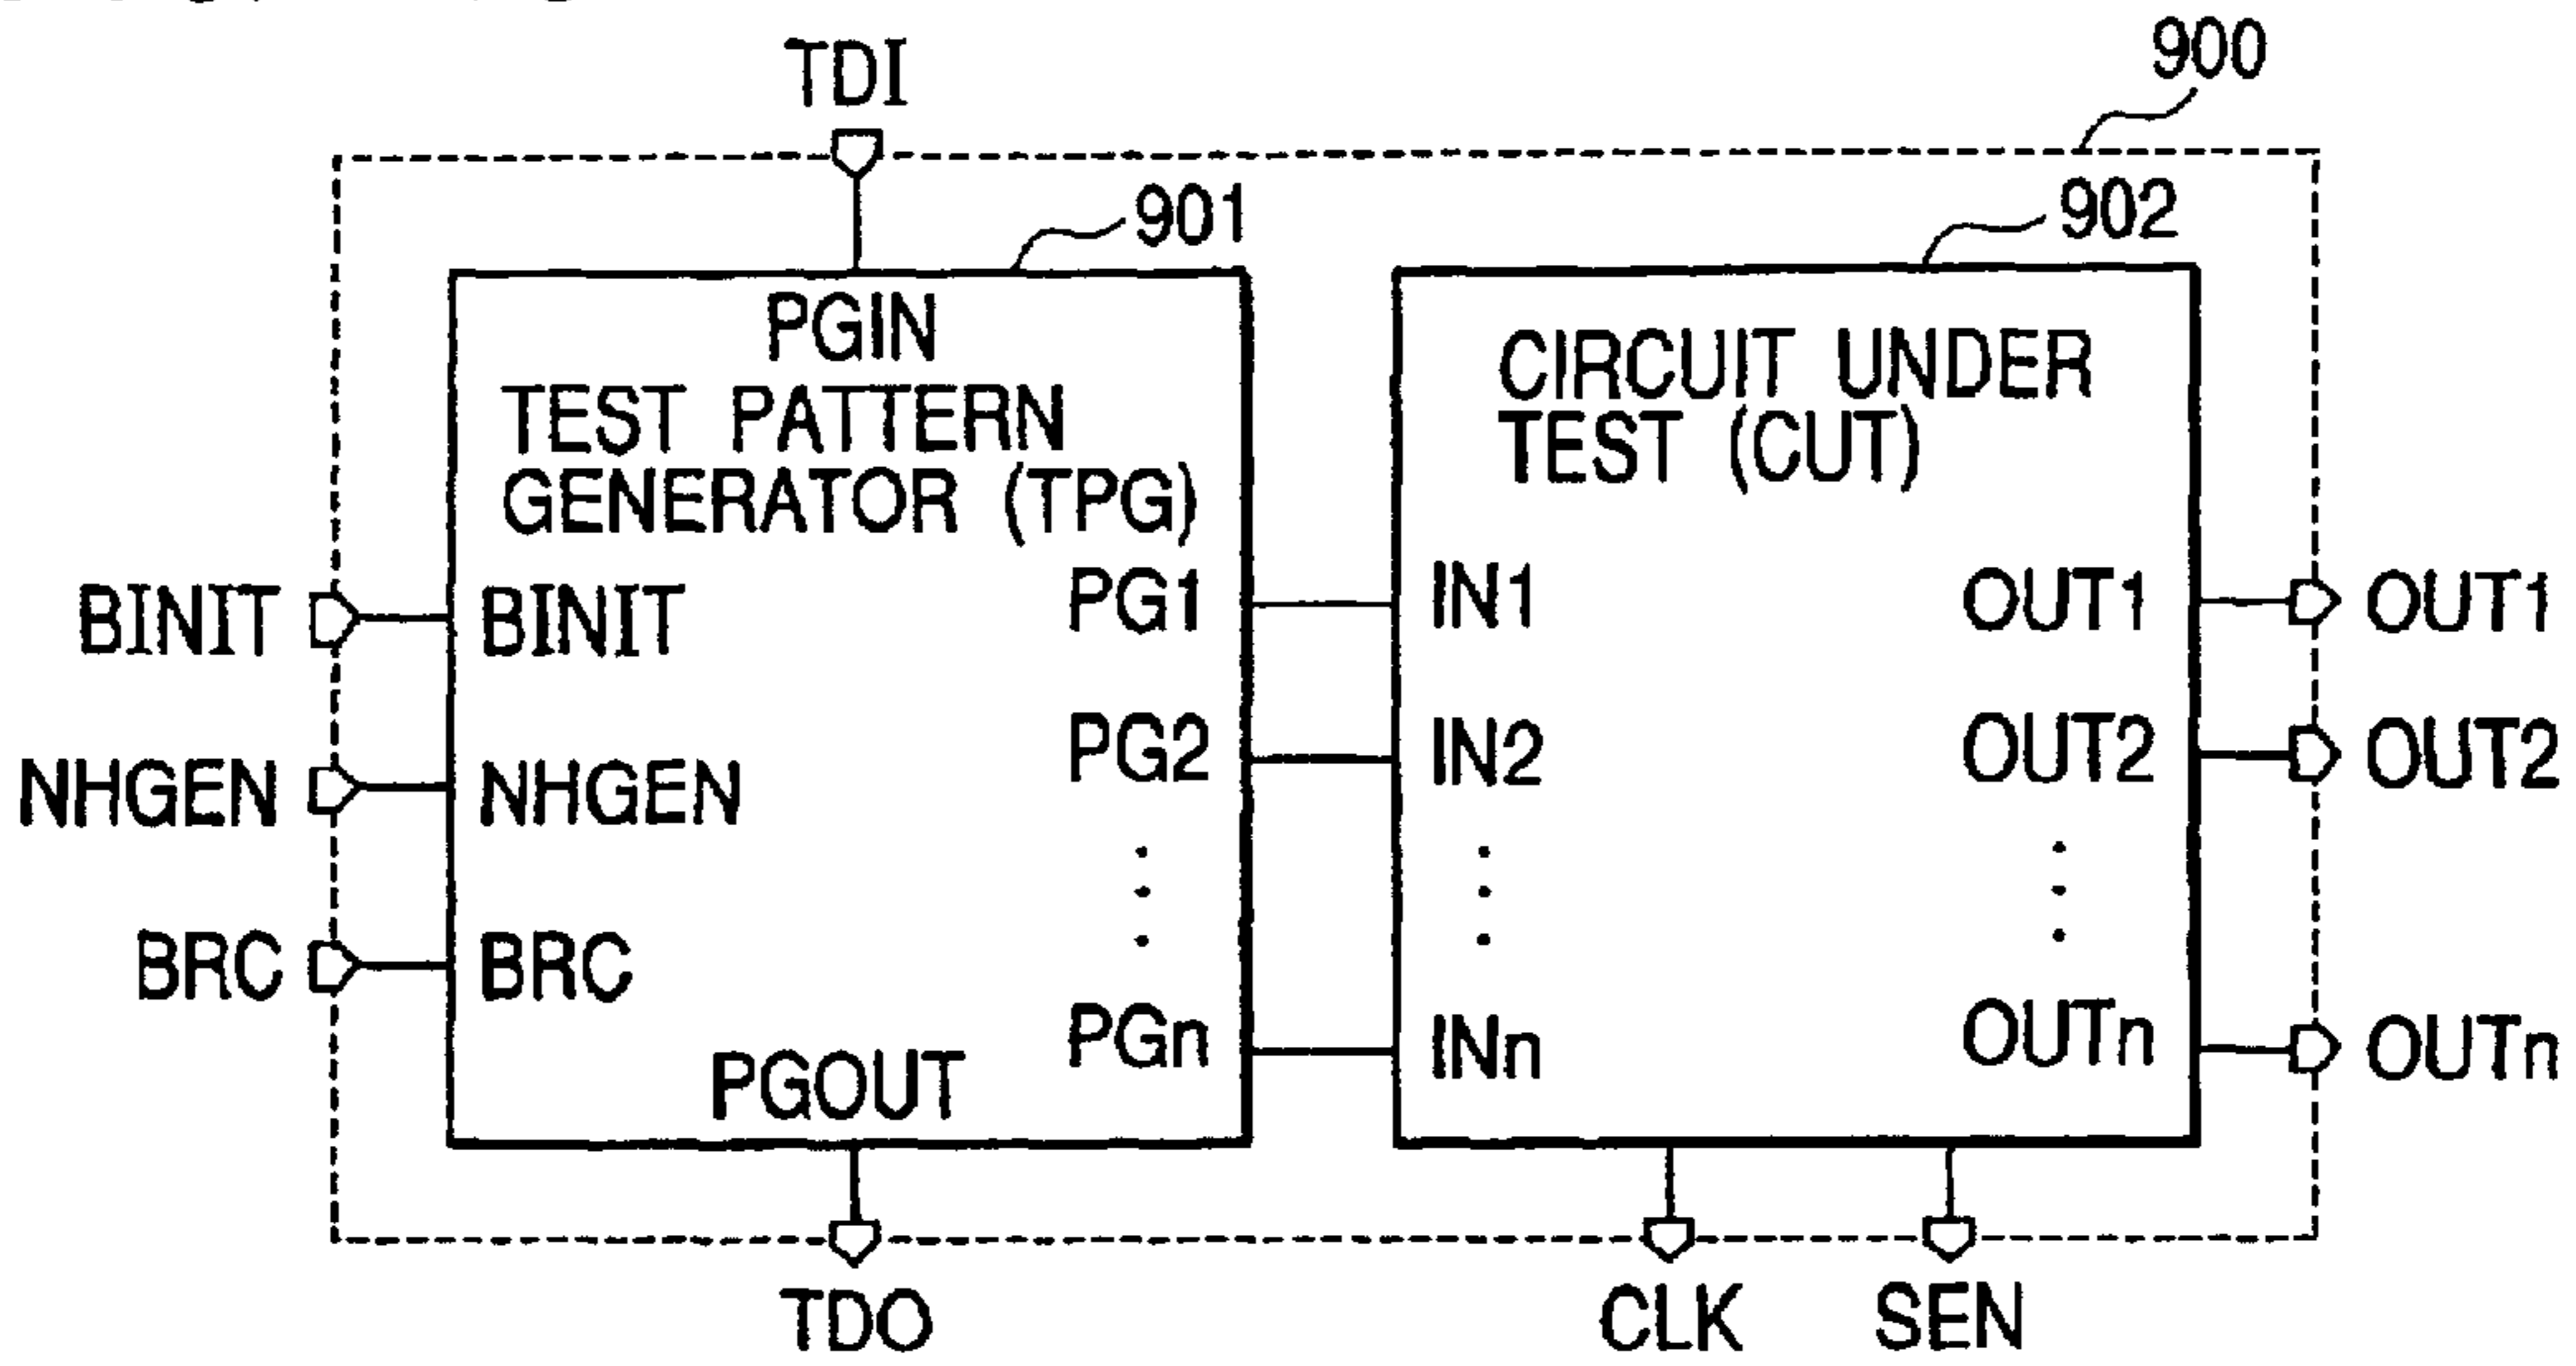 900
TDI
901
902
PGIN
TEST PATTERN
GENERATOR (TPG)
CIRCUIT UNDER
TEST (CUT)
BINIT
BINIT
PG1
IN1
OUT1
OUT1
NHGEN
NHGEN
PG2
IN2
OUT2
OUT2
BRC
BRC
PGn
INn
OUTn
OUTn
PGOUT
TDO
CLK
SEN